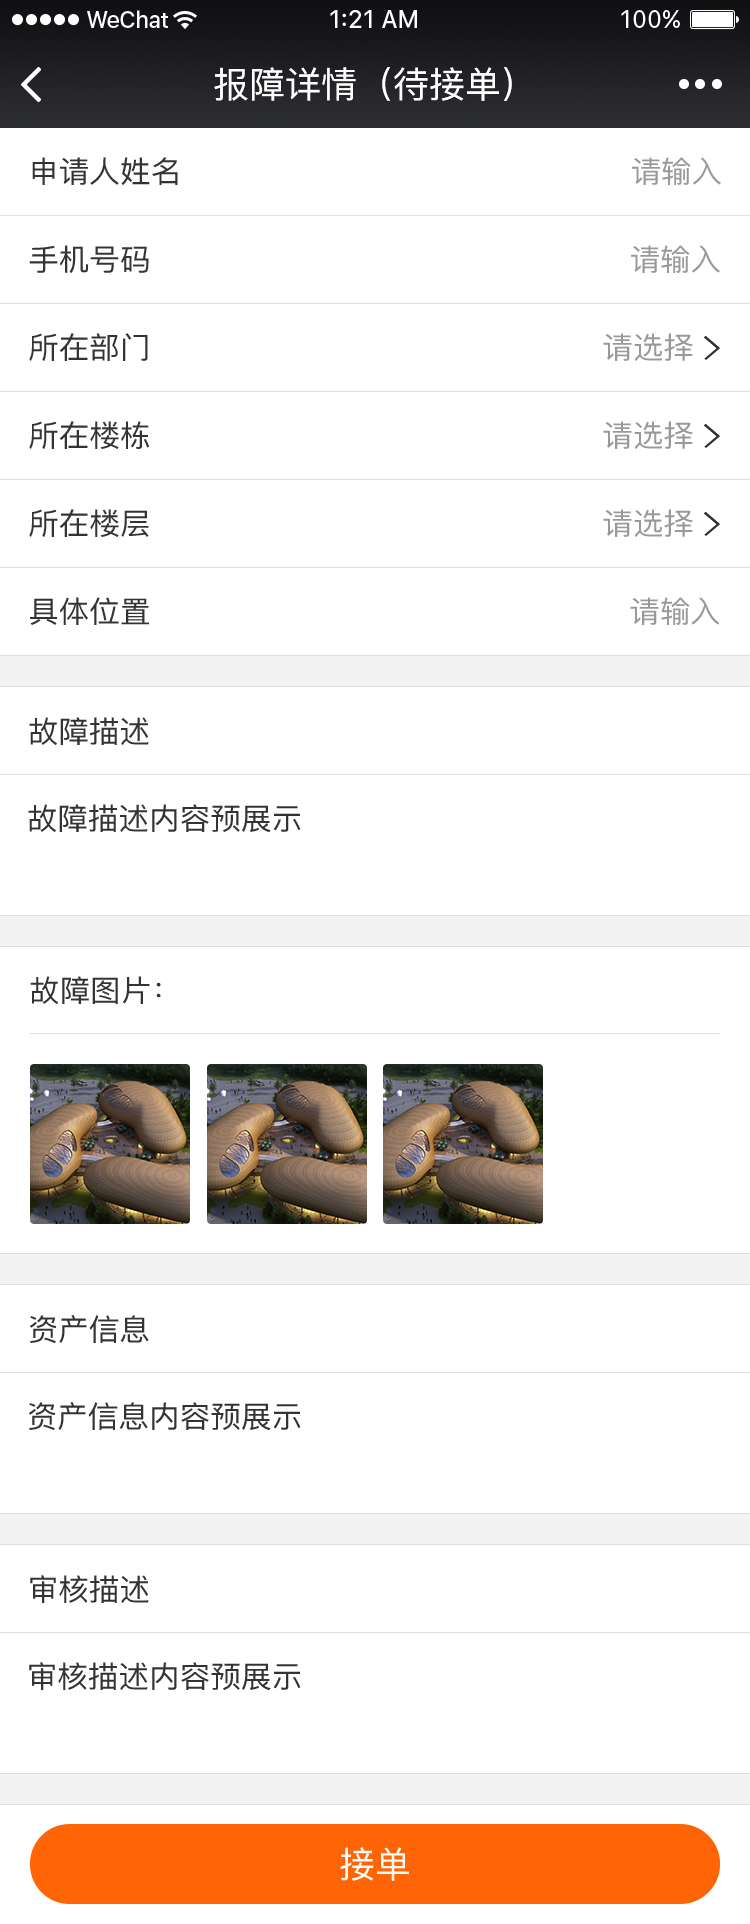 WeChat 1:21 AM 100%
报障详情（待接单）
申请人姓名 请输入
手机号码 请输入
所在部门 请选择
所在楼栋 请选择
所在楼层 请选择
具体位置 请输入
故障描述
故障描述内容预展示
故障图片：
资产信息
资产信息内容预展示
审核描述
审核描述内容预展示
接单